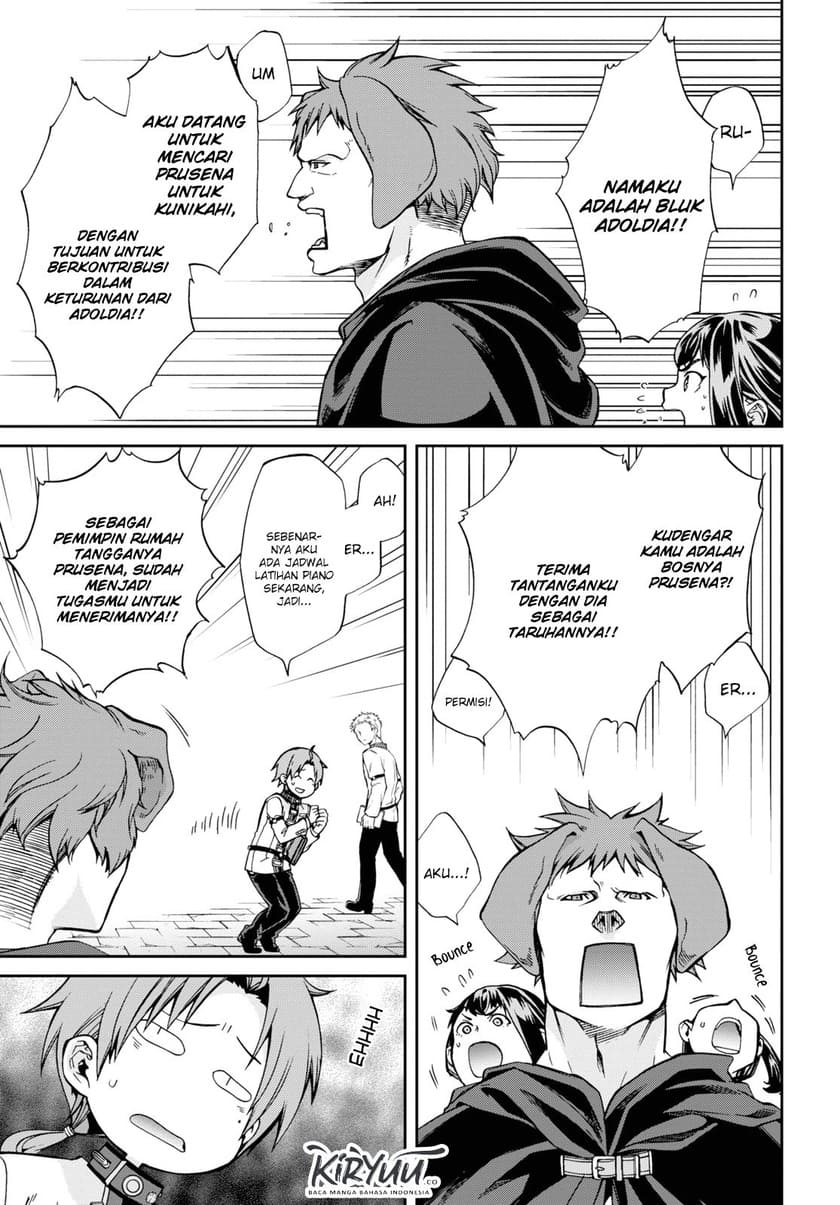 RU-
NAMAKU
ADALAH BLUK
ADOLDIA!!
UM
AKU DATANG
UNTUK
MENCARI
PRUSENA
UNTUK
KUNIKAHI,
DENGAN
TUJUAN UNTUK
BERKONTRIBUSI
DALAM
KETURUNAN DARI
ADOLDIA!!
KUDENGAR
KAMU ADALAH
BOSNYA
PRUSENA?!
TERIMA
TANTANGANKU
DENGAN DIA
SEBAGAI
TARUHANNYA!!
ER...
PERMISI!
AKU...!
Bounce
Bounce
AH!
ER...
SEBENAR-
NYA AKU
ADA JADWAL
LATIHAN PIANO
SEKARANG,
JADI...
SEBAGAI
PEMIMPIN RUMAH
TANGGANYA
PRUSENA, SUDAH
MENJADI
TUGASMU UNTUK
MENERIMANYA!!
EHHHH
KiRYUU.CO
BACA MANGA BAHASA INDONESIA